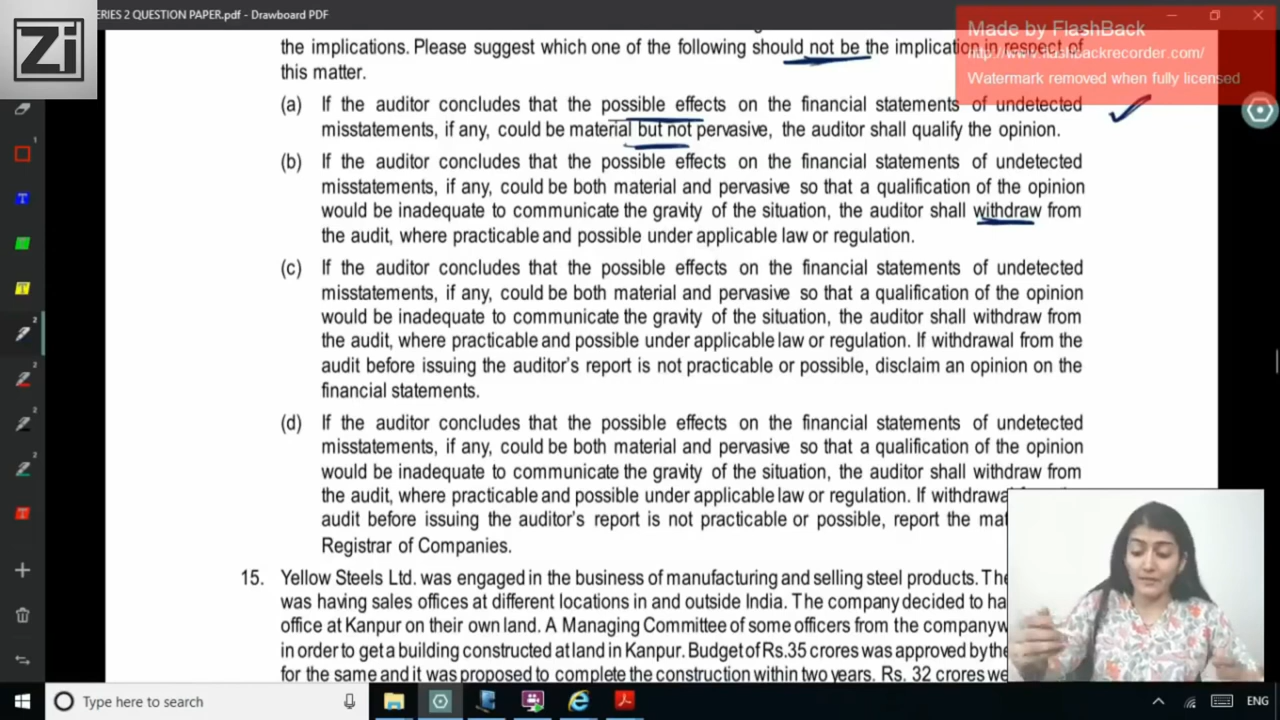 Zi
ERIES 2 QUESTION PAPER.pdf - Drawboard PDF
Made by FlashBack
http://www.flashbackrecorder.com/
Watermark removed when fully licensed
the implications. Please suggest which one of the following should not be the implication in respect of
this matter.
(a) If the auditor concludes that the possible effects on the financial statements of undetected
misstatements, if any, could be material but not pervasive, the auditor shall qualify the opinion.
(b) If the auditor concludes that the possible effects on the financial statements of undetected
misstatements, if any, could be both material and pervasive so that a qualification of the opinion
would be inadequate to communicate the gravity of the situation, the auditor shall withdraw from
the audit, where practicable and possible under applicable law or regulation.
(c) If the auditor concludes that the possible effects on the financial statements of undetected
misstatements, if any, could be both material and pervasive so that a qualification of the opinion
would be inadequate to communicate the gravity of the situation, the auditor shall withdraw from
the audit, where practicable and possible under applicable law or regulation. If withdrawal from the
audit before issuing the auditor's report is not practicable or possible, disclaim an opinion on the
financial statements.
(d) If the auditor concludes that the possible effects on the financial statements of undetected
misstatements, if any, could be both material and pervasive so that a qualification of the opinion
would be inadequate to communicate the gravity of the situation, the auditor shall withdraw from
the audit, where practicable and possible under applicable law or regulation. If withdrawa
audit before issuing the auditor's report is not practicable or possible, report the ma
Registrar of Companies.
15. Yellow Steels Ltd. was engaged in the business of manufacturing and selling steel products. The
was having sales offices at different locations in and outside India. The company decided to ha
office at Kanpur on their own land. A Managing Committee of some officers from the company w
in order to get a building constructed at land in Kanpur. Budget of Rs.35 crores was approved by the
for the same and it was proposed to complete the construction within two years. Rs. 32 crores we
Type here to search
ENG